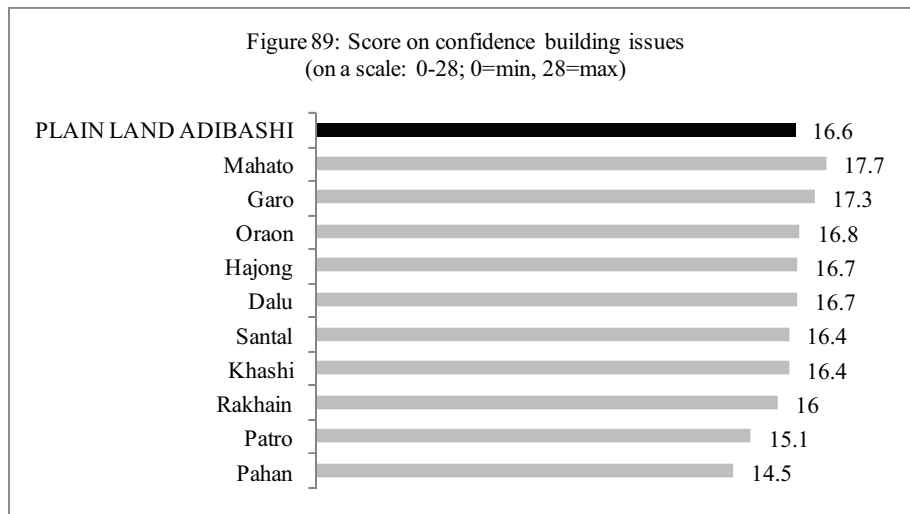 Figure 89: Score on confidence building issues
(on a scale: 0-28; 0=min, 28=max)
PLAIN LAND ADIBASHI 16.6
Mahato 17.7
Garo 17.3
Oraon 16.8
Hajong 16.7
Dalu 16.7
Santal 16.4
Khashi 16.4
Rakhain 16
Patro 15.1
Pahan 14.5